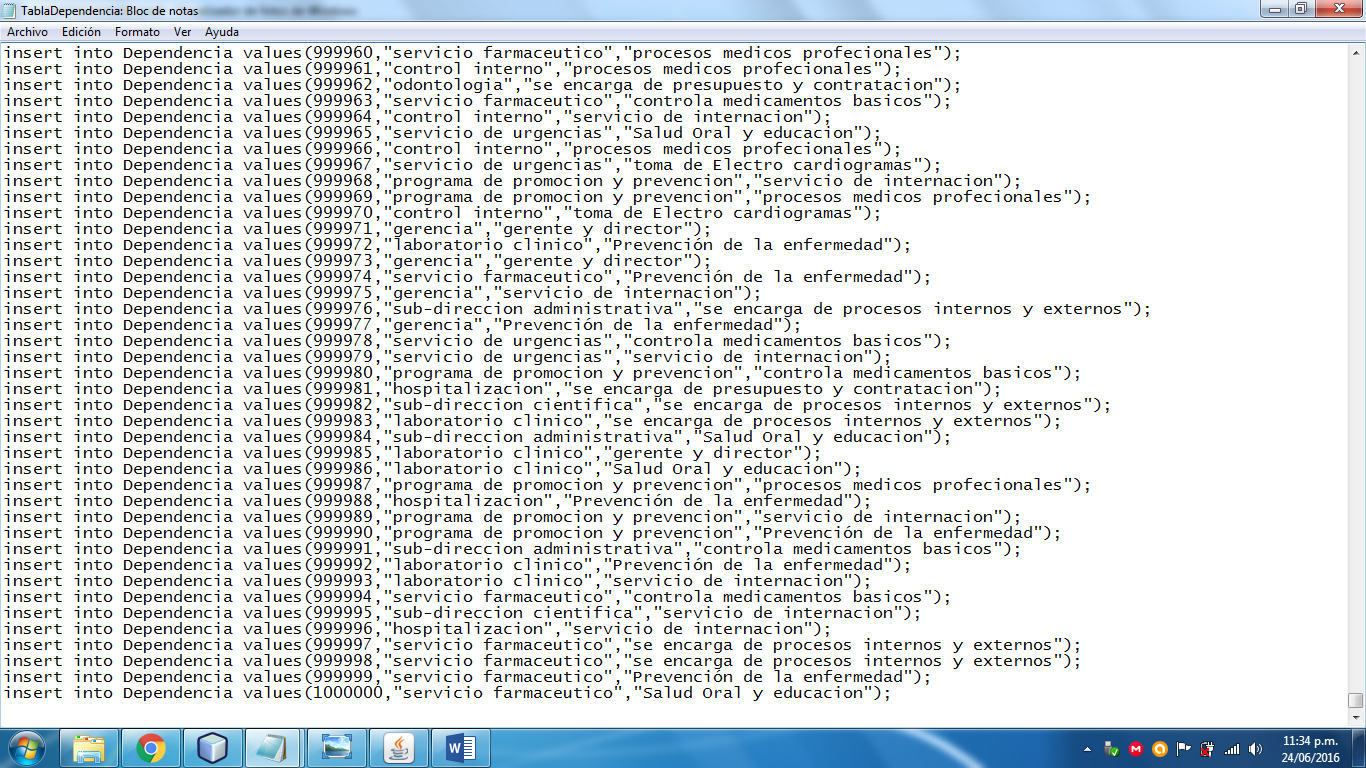 TablaDependencia: Bloc de notas
Archivo Edición Formato Ver Ayuda
insert into Dependencia values(999960,"servicio farmaceutico","procesos medicos profecionales");
insert into Dependencia values(999961,"control interno","procesos medicos profecionales");
insert into Dependencia values(999962,"odontologia","se encarga de presupuesto y contratacion");
insert into Dependencia values(999963,"servicio farmaceutico","controla medicamentos basicos");
insert into Dependencia values(999964,"control interno","servicio de internacion");
insert into Dependencia values(999965,"servicio de urgencias","Salud Oral y educacion");
insert into Dependencia values(999966,"control interno","procesos medicos profecionales");
insert into Dependencia values(999967,"servicio de urgencias","toma de Electro cardiogramas");
insert into Dependencia values(999968,"programa de promocion y prevencion","servicio de internacion");
insert into Dependencia values(999969,"programa de promocion y prevencion","procesos medicos profecionales");
insert into Dependencia values(999970,"control interno","toma de Electro cardiogramas");
insert into Dependencia values(999971,"gerencia","gerente y director");
insert into Dependencia values(999972,"laboratorio clinico","Prevención de la enfermedad");
insert into Dependencia values(999973,"gerencia","gerente y director");
insert into Dependencia values(999974,"servicio farmaceutico","Prevención de la enfermedad");
insert into Dependencia values(999975,"gerencia","servicio de internacion");
insert into Dependencia values(999976,"sub-direccion administrativa","se encarga de procesos internos y externos");
insert into Dependencia values(999977,"gerencia","Prevención de la enfermedad");
insert into Dependencia values(999978,"servicio de urgencias","controla medicamentos basicos");
insert into Dependencia values(999979,"servicio de urgencias","servicio de internacion");
insert into Dependencia values(999980,"programa de promocion y prevencion","controla medicamentos basicos");
insert into Dependencia values(999981,"hospitalizacion","se encarga de presupuesto y contratacion");
insert into Dependencia values(999982,"sub-direccion cientifica","se encarga de procesos internos y externos");
insert into Dependencia values(999983,"laboratorio clinico","se encarga de procesos internos y externos");
insert into Dependencia values(999984,"sub-direccion administrativa","Salud Oral y educacion");
insert into Dependencia values(999985,"laboratorio clinico","gerente y director");
insert into Dependencia values(999986,"laboratorio clinico","Salud Oral y educacion");
insert into Dependencia values(999987,"programa de promocion y prevencion","procesos medicos profecionales");
insert into Dependencia values(999988,"hospitalizacion","Prevención de la enfermedad");
insert into Dependencia values(999989,"programa de promocion y prevencion","servicio de internacion");
insert into Dependencia values(999990,"programa de promocion y prevencion","Prevención de la enfermedad");
insert into Dependencia values(999991,"sub-direccion administrativa","controla medicamentos basicos");
insert into Dependencia values(999992,"laboratorio clinico","Prevención de la enfermedad");
insert into Dependencia values(999993,"laboratorio clinico","servicio de internacion");
insert into Dependencia values(999994,"servicio farmaceutico","controla medicamentos basicos");
insert into Dependencia values(999995,"sub-direccion cientifica","servicio de internacion");
insert into Dependencia values(999996,"hospitalizacion","servicio de internacion");
insert into Dependencia values(999997,"servicio farmaceutico","se encarga de procesos internos y externos");
insert into Dependencia values(999998,"servicio farmaceutico","se encarga de procesos internos y externos");
insert into Dependencia values(999999,"servicio farmaceutico","Prevención de la enfermedad");
insert into Dependencia values(1000000,"servicio farmaceutico","Salud Oral y educacion");
11:34 p.m.
24/06/2016